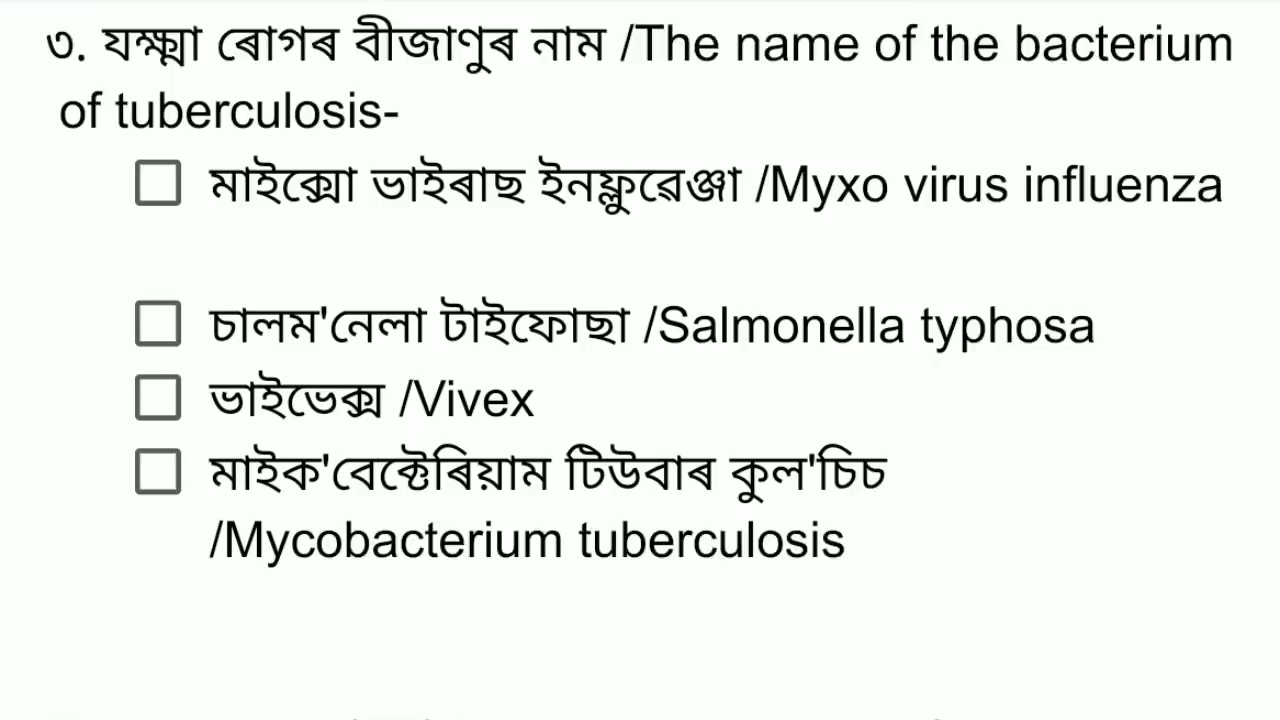 ৩. যক্ষ্মা ৰোগৰ বীজাণুৰ নাম /The name of the bacterium
of tuberculosis-
মাইক্সো ভাইৰাছ ইনফ্লুৱেঞ্জা /Myxo virus influenza
চালম'নেলা টাইফোছা /Salmonella typhosa
ভাইভেক্স /Vivex
মাইক'বেক্টেৰিয়াম টিউবাৰ কুল'চিচ
/Mycobacterium tuberculosis